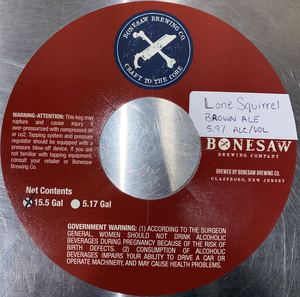 BONESAW BREWING CO.
CRAFT TO THE CORE
WARNING-ATTENTION: This keg may
rupture and cause injury if
over-pressurized with compressed air
or co2. Tapping system and pressure
regulator should be equipped with a
pressure blow-off device. If you are
not familiar with tapping equipment,
consult your retailer or Bonesaw
Brewing Co.
Lone Squirrel
BROWN ALE
5.9% ALC/VOL
BONESAW
BREWING COMPANY
BREWED BY BONESAW BREWING CO.
GLASSBORO, NEW JERSEY
Net Contents
15.5 Gal 5.17 Gal
GOVERNMENT WARNING: (1) ACCORDING TO THE SURGEON
GENERAL, WOMEN SHOULD NOT DRINK ALCOHOLIC
BEVERAGES DURING PREGNANCY BECAUSE OF THE RISK OF
BIRTH DEFECTS. (2) CONSUMPTION OF ALCOHOLIC
BEVERAGES IMPAIRS YOUR ABILITY TO DRIVE A CAR OR
OPERATE MACHINERY, AND MAY CAUSE HEALTH PROBLEMS.